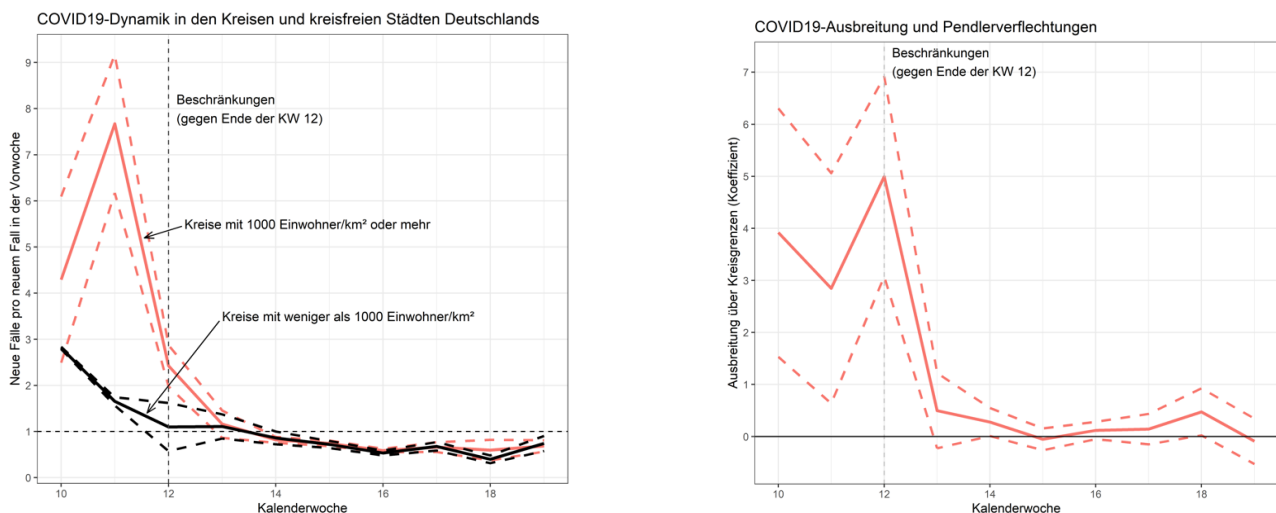 COVID19-Dynamik in den Kreisen und kreisfreien Städten Deutschlands
Neue Fälle pro neuem Fall in der Vorwoche
9
8
7
6
5
4
3
2
1
0
Beschränkungen
(gegen Ende der KW 12)
Kreise mit 1000 Einwohner/km² oder mehr
Kreise mit weniger als 1000 Einwohner/km²
10 12 14 16 18
Kalenderwoche
COVID19-Ausbreitung und Pendlerverflechtungen
Ausbreitung über Kreisgrenzen (Koeffizient)
7
6
5
4
3
2
1
0
Beschränkungen
(gegen Ende der KW 12)
10 12 14 16 18
Kalenderwoche